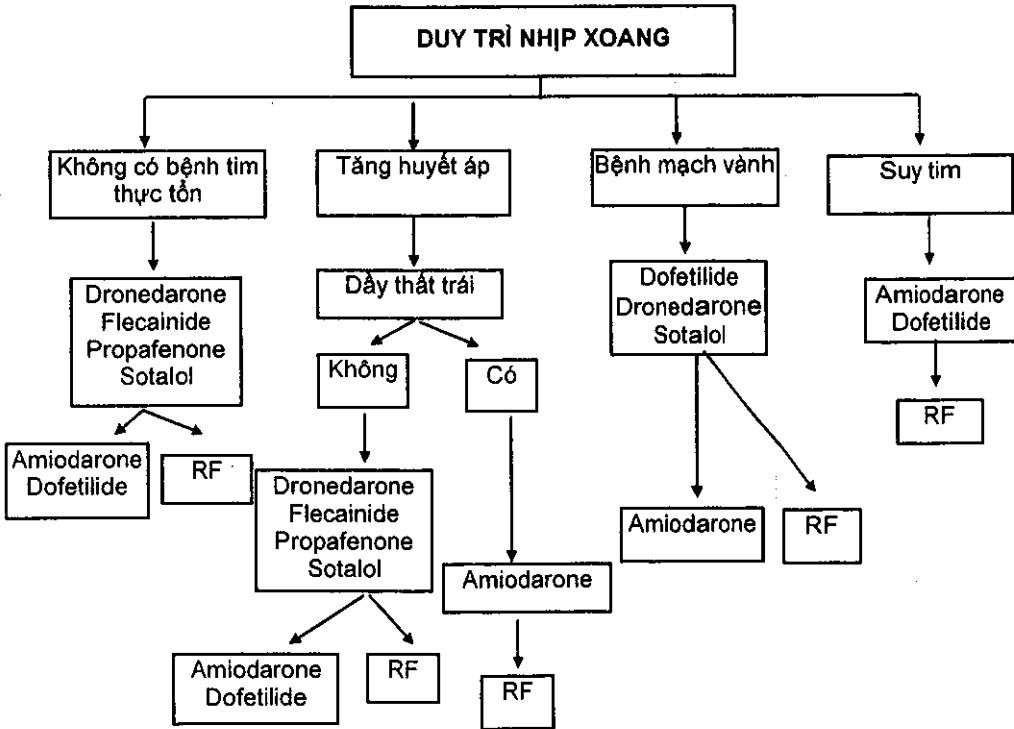 DUY TRÌ NHỊP XOANG
Không có bệnh tim
thực tổn
Tăng huyết áp
Bệnh mạch vành
Suy tim
Dronedarone
Flecainide
Propafenone
Sotalol
Dầy thất trái
Dofetilide
Dronedarone
Sotalol
Amiodarone
Dofetilide
Không
Có
RF
Amiodarone
Dofetilide
RF
Dronedarone
Flecainide
Propafenone
Sotalol
Amiodarone
Amiodarone
RF
Amiodarone
Dofetilide
RF
RF